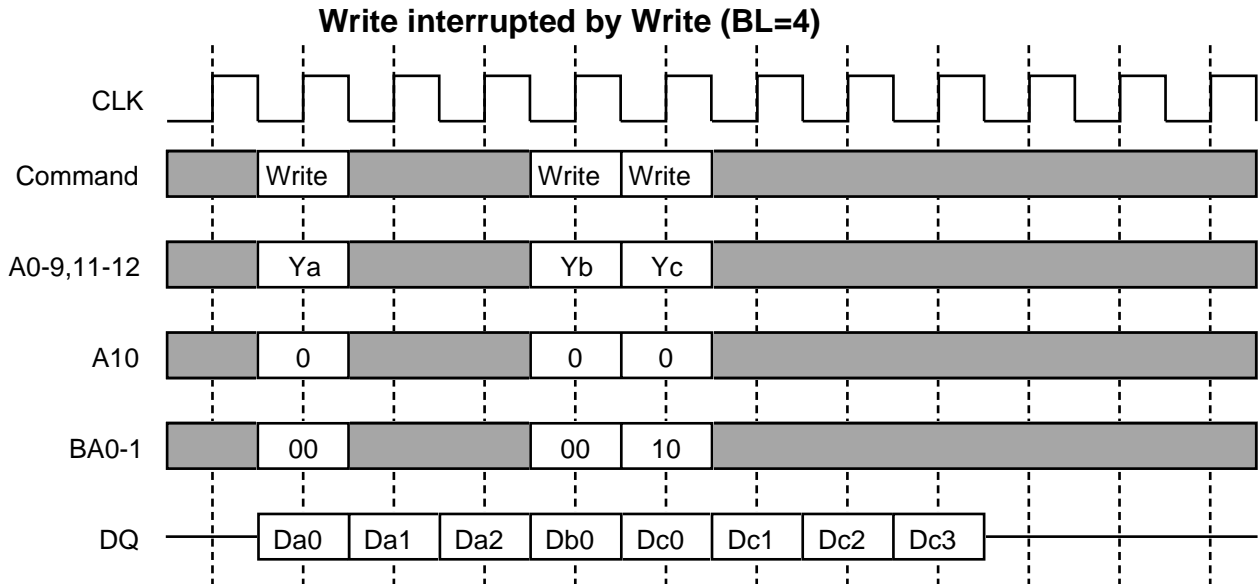 Write interrupted by Write (BL=4)
CLK
Command Write Write Write
A0-9,11-12 Ya Yb Yc
A10 0 0 0
BA0-1 00 00 10
DQ Da0 Da1 Da2 Db0 Dc0 Dc1 Dc2 Dc3